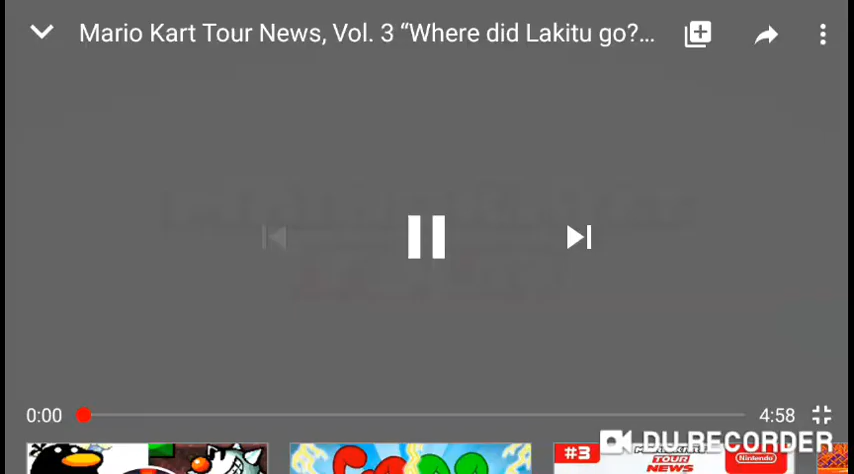 Mario Kart Tour News, Vol. 3 “Where did Lakitu go?...
0:00
4:58
DU RECORDER
#3
TOUR
NEWS
Nintendo